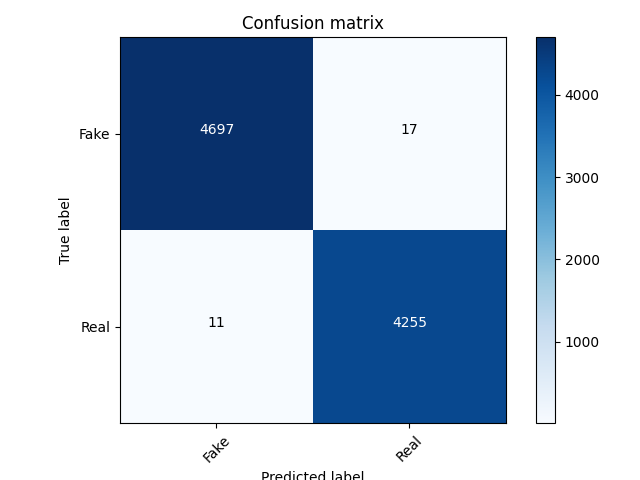 Confusion matrix
Fake
4697
17
Real
11
4255
True label
Fake
Real
Predicted label
4000
3000
2000
1000